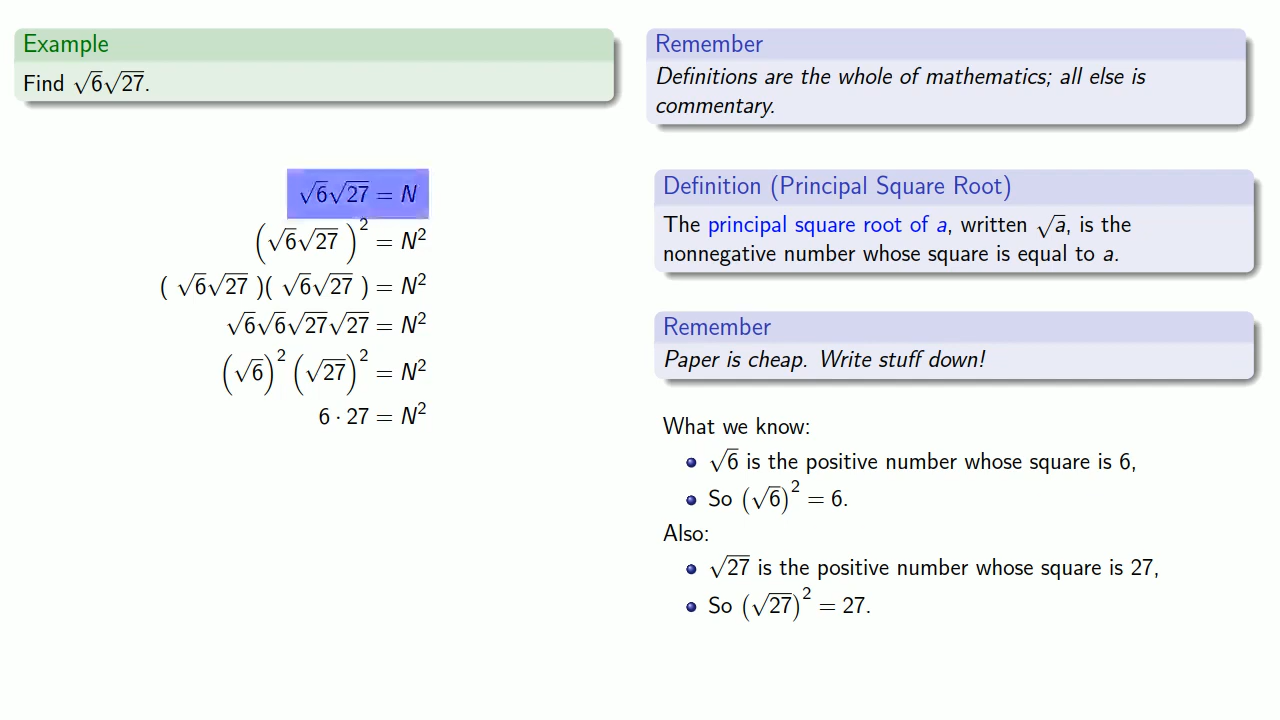 Example
Find √6√27.
√6√27 = N
(√6√27)² = N²
( √6√27 )( √6√27 ) = N²
√6√6√27√27 = N²
(√6)² (√27)² = N²
6 · 27 = N²
Remember
Definitions are the whole of mathematics; all else is
commentary.
Definition (Principal Square Root)
The principal square root of a, written √a, is the
nonnegative number whose square is equal to a.
Remember
Paper is cheap. Write stuff down!
What we know:
• √6 is the positive number whose square is 6,
• So (√6)² = 6.
Also:
• √27 is the positive number whose square is 27,
• So (√27)² = 27.